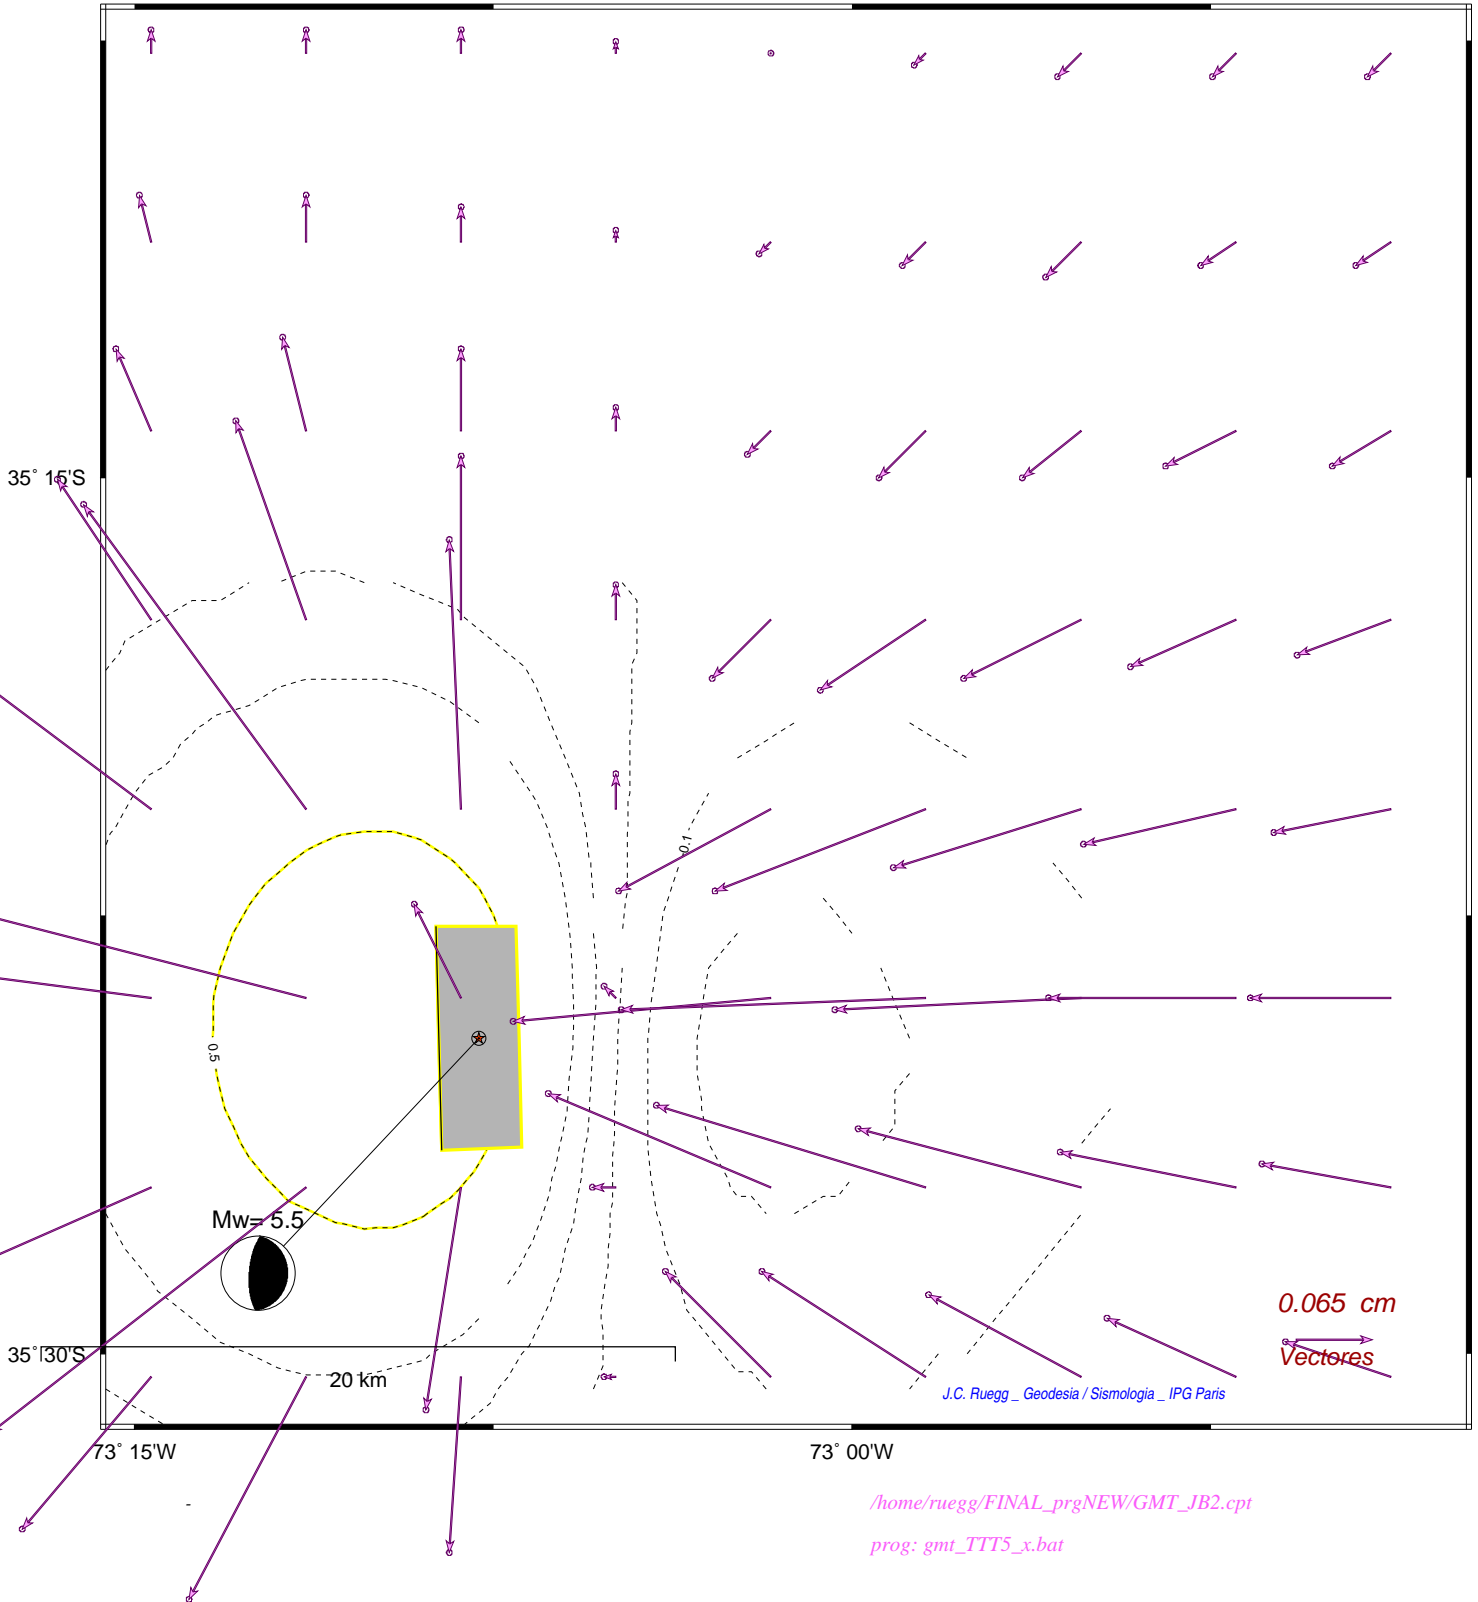 35° 15'S
0.1
0.5
Mw= 5.5
0.065 cm
Vectores
35° 30'S
20 km
J.C. Ruegg _ Geodesia / Sismologia _ IPG Paris
73° 15'W
73° 00'W
/home/ruegg/FINAL_prgNEW/GMT_JB2.cpt
prog: gmt_TTT5_x.bat